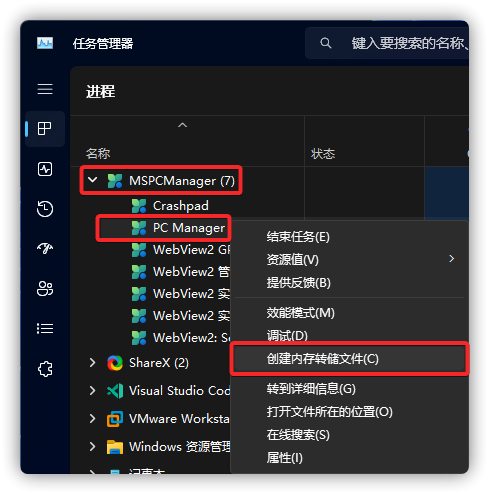 任务管理器
键入要搜索的名称、
进程
名称
状态
MSPCManager (7)
Crashpad
PC Manager
WebView2 GP
WebView2 管
WebView2 实
WebView2 实
WebView2: Se
ShareX (2)
Visual Studio Cod
VMware Worksta
Windows 资源管理
记事本
结束任务(E)
资源值(V)
提供反馈(B)
效能模式(M)
调试(D)
创建内存转储文件(C)
转到详细信息(G)
打开文件所在的位置(O)
在线搜索(S)
属性(I)